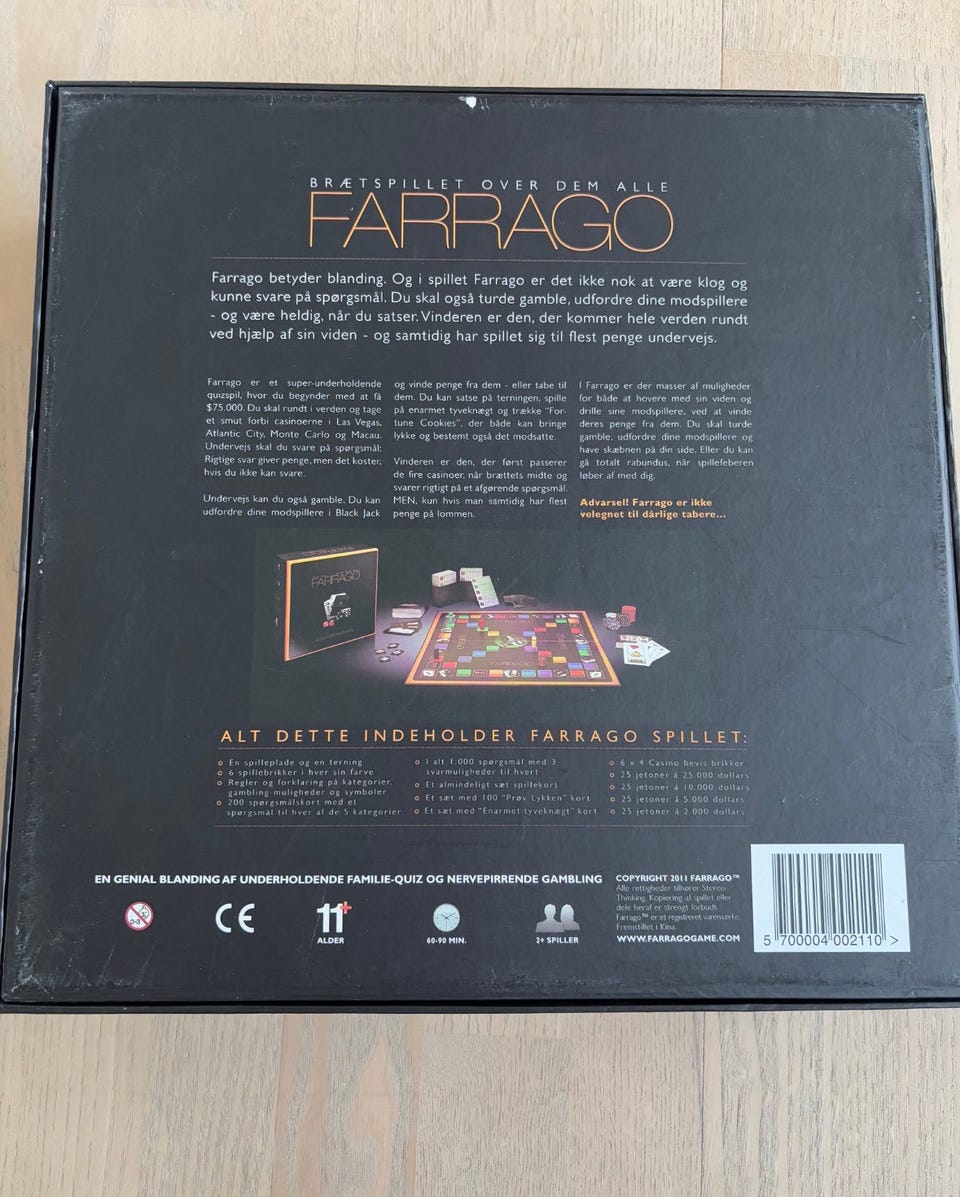 BRÆTSPILLET OVER DEM ALLE
FARRAGO
Farrago betyder blanding. Og i spillet Farrago er det ikke nok at være klog og
kunne svare på spørgsmål. Du skal også turde gamble, udfordre dine modspillere
- og være heldig, når du satser. Vinderen er den, der kommer hele verden rundt
ved hjælp af sin viden - og samtidig har spillet sig til flest penge undervejs.
Farrago er et super-underholdende
quizspil, hvor du begynder med at få
$75.000. Du skal rundt i verden og tage
et smut forbi casinoerne i Las Vegas,
Atlantic City, Monte Carlo og Macau.
Undervejs skal du svare på spørgsmål:
Rigtige svar giver penge, men det koster,
hvis du ikke kan svare.
Undervejs kan du også gamble. Du kan
udfordre dine modspillere i Black Jack
og vinde penge fra dem - eller tabe til
dem. Du kan satse på terningen, spille
på enarmet tyveknægt og trække "For-
tune Cookies", der både kan bringe
lykke og bestemt også det modsatte.
Vinderen er den, der først passerer
de fire casinoer, når brættets midte og
svarer rigtigt på et afgørende spørgsmål.
MEN, kun hvis man samtidig har flest
penge på lommen.
I Farrago er der masser af muligheder
for både at hovere med sin viden og
drille sine modspillere, ved at vinde
deres penge fra dem. Du skal turde
gamble, udfordre dine modspillere og
have skæbnen på din side. Eller du kan
gå totalt rabundus, når spillefeberen
løber af med dig.
Advarsel! Farrago er ikke
velegnet til dårlige tabere...
FARRAGO
FARRAGO
ALT DETTE INDEHOLDER FARRAGO SPILLET:
En spilleplade og en terning
6 spillebrikker i hver sin farve
Regler og forklaring på kategorier,
gambling muligheder og symboler
200 spørgsmålskort med et
spørgsmål til hver af de 5 kategorier
I alt 1.000 spørgsmål med 3
svarmuligheder til hvert
Et almindeligt sæt spillekort
Et sæt med 100 "Prøv Lykken" kort
Et sæt med "Enarmet tyveknægt" kort
6 x 4 Casino bevis brikker
25 jetoner á 25.000 dollars
25 jetoner á 10.000 dollars
25 jetoner á 5.000 dollars
25 jetoner á 2.000 dollars
EN GENIAL BLANDING AF UNDERHOLDENDE FAMILIE-QUIZ OG NERVEPIRRENDE GAMBLING
0-3
CE
11+
ALDER
60-90 MIN.
2+ SPILLER
COPYRIGHT 2011 FARRAGO™
Alle rettigheder tilhører Stereo
Thinking. Kopiering af spillet eller
dele heraf er strengt forbudt.
Farrago™ er et registreret varemærke.
Fremstillet i Kina.
WWW.FARRAGOGAME.COM
5 700004 002110 >